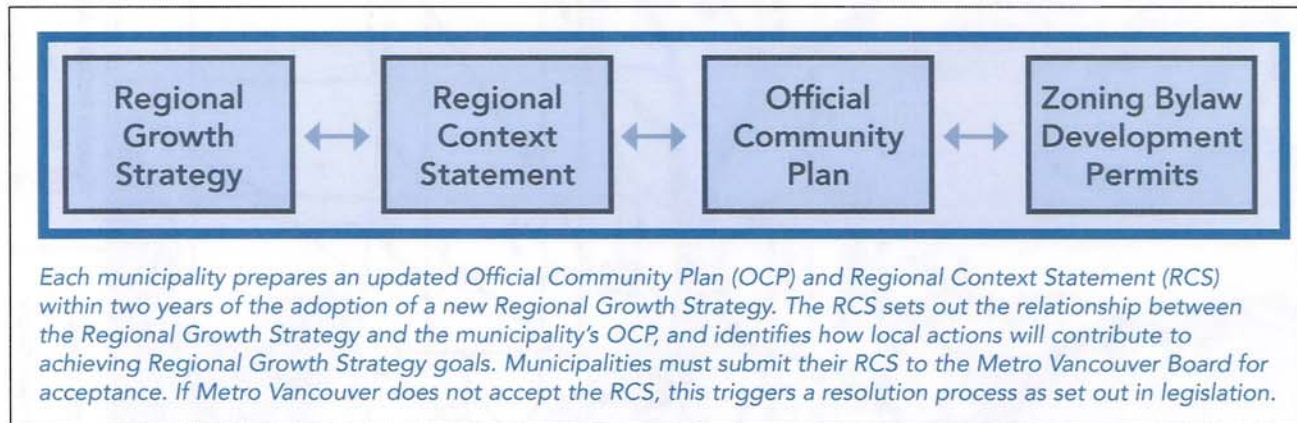 Regional
Growth
Strategy
Regional
Context
Statement
Official
Community
Plan
Zoning Bylaw
Development
Permits
Each municipality prepares an updated Official Community Plan (OCP) and Regional Context Statement (RCS)
within two years of the adoption of a new Regional Growth Strategy. The RCS sets out the relationship between
the Regional Growth Strategy and the municipality's OCP, and identifies how local actions will contribute to
achieving Regional Growth Strategy goals. Municipalities must submit their RCS to the Metro Vancouver Board for
acceptance. If Metro Vancouver does not accept the RCS, this triggers a resolution process as set out in legislation.